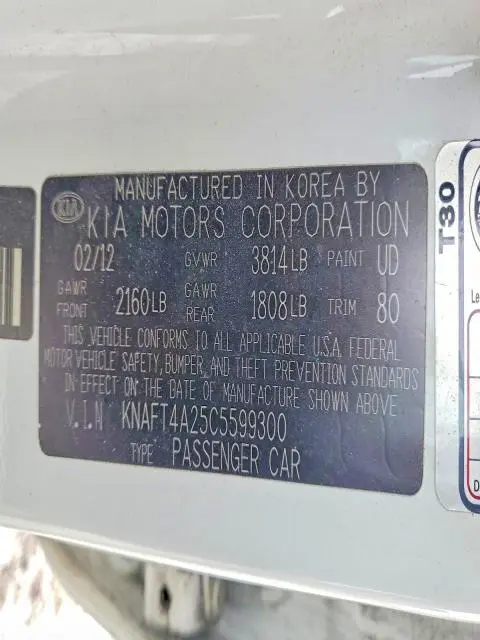 MANUFACTURED IN KOREA BY
KIA KIA MOTORS CORPORATION
02/12 GVWR 3814LB PAINT UD
GAWR FRONT 2160LB GAWR REAR 1808LB TRIM 80
THIS VEHICLE CONFORMS TO ALL APPLICABLE U.S.A. FEDERAL
MOTOR VEHICLE SAFETY, BUMPER, AND THEFT PREVENTION STANDARDS
IN EFFECT ON THE DATE OF MANUFACTURE SHOWN ABOVE.
V.I.N KNAFT4A25C5599300
TYPE PASSENGER CAR
T30
Le
D